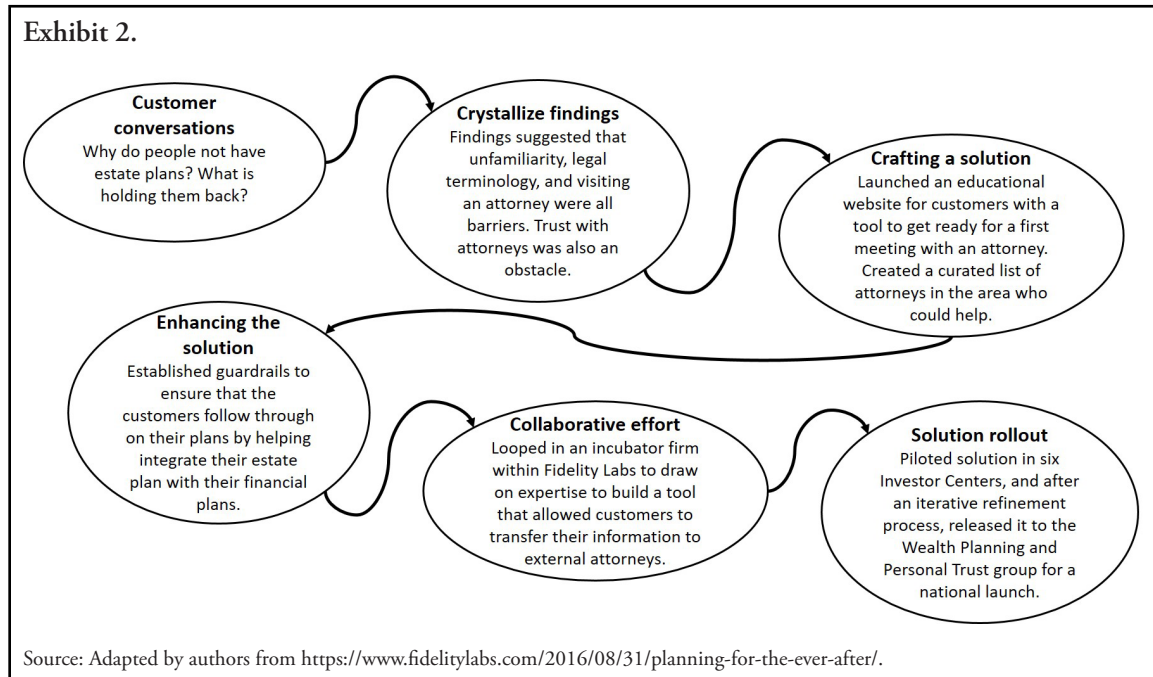 Exhibit 2.
Customer
conversations
Why do people not have
estate plans? What is
holding them back?
Crystallize findings
Findings suggested that
unfamiliarity, legal
terminology, and visiting
an attorney were all
barriers. Trust with
attorneys was also an
obstacle.
Crafting a solution
Launched an educational
website for customers with a
tool to get ready for a first
meeting with an attorney.
Created a curated list of
attorneys in the area who
could help.
Enhancing the
solution
Established guardrails to
ensure that the
customers follow through
on their plans by helping
integrate their estate
plan with their financial
plans.
Collaborative effort
Looped in an incubator firm
within Fidelity Labs to draw
on expertise to build a tool
that allowed customers to
transfer their information to
external attorneys.
Solution rollout
Piloted solution in six
Investor Centers, and after
an iterative refinement
process, released it to the
Wealth Planning and
Personal Trust group for a
national launch.
Source: Adapted by authors from https://www.fidelitylabs.com/2016/08/31/planning-for-the-ever-after/.